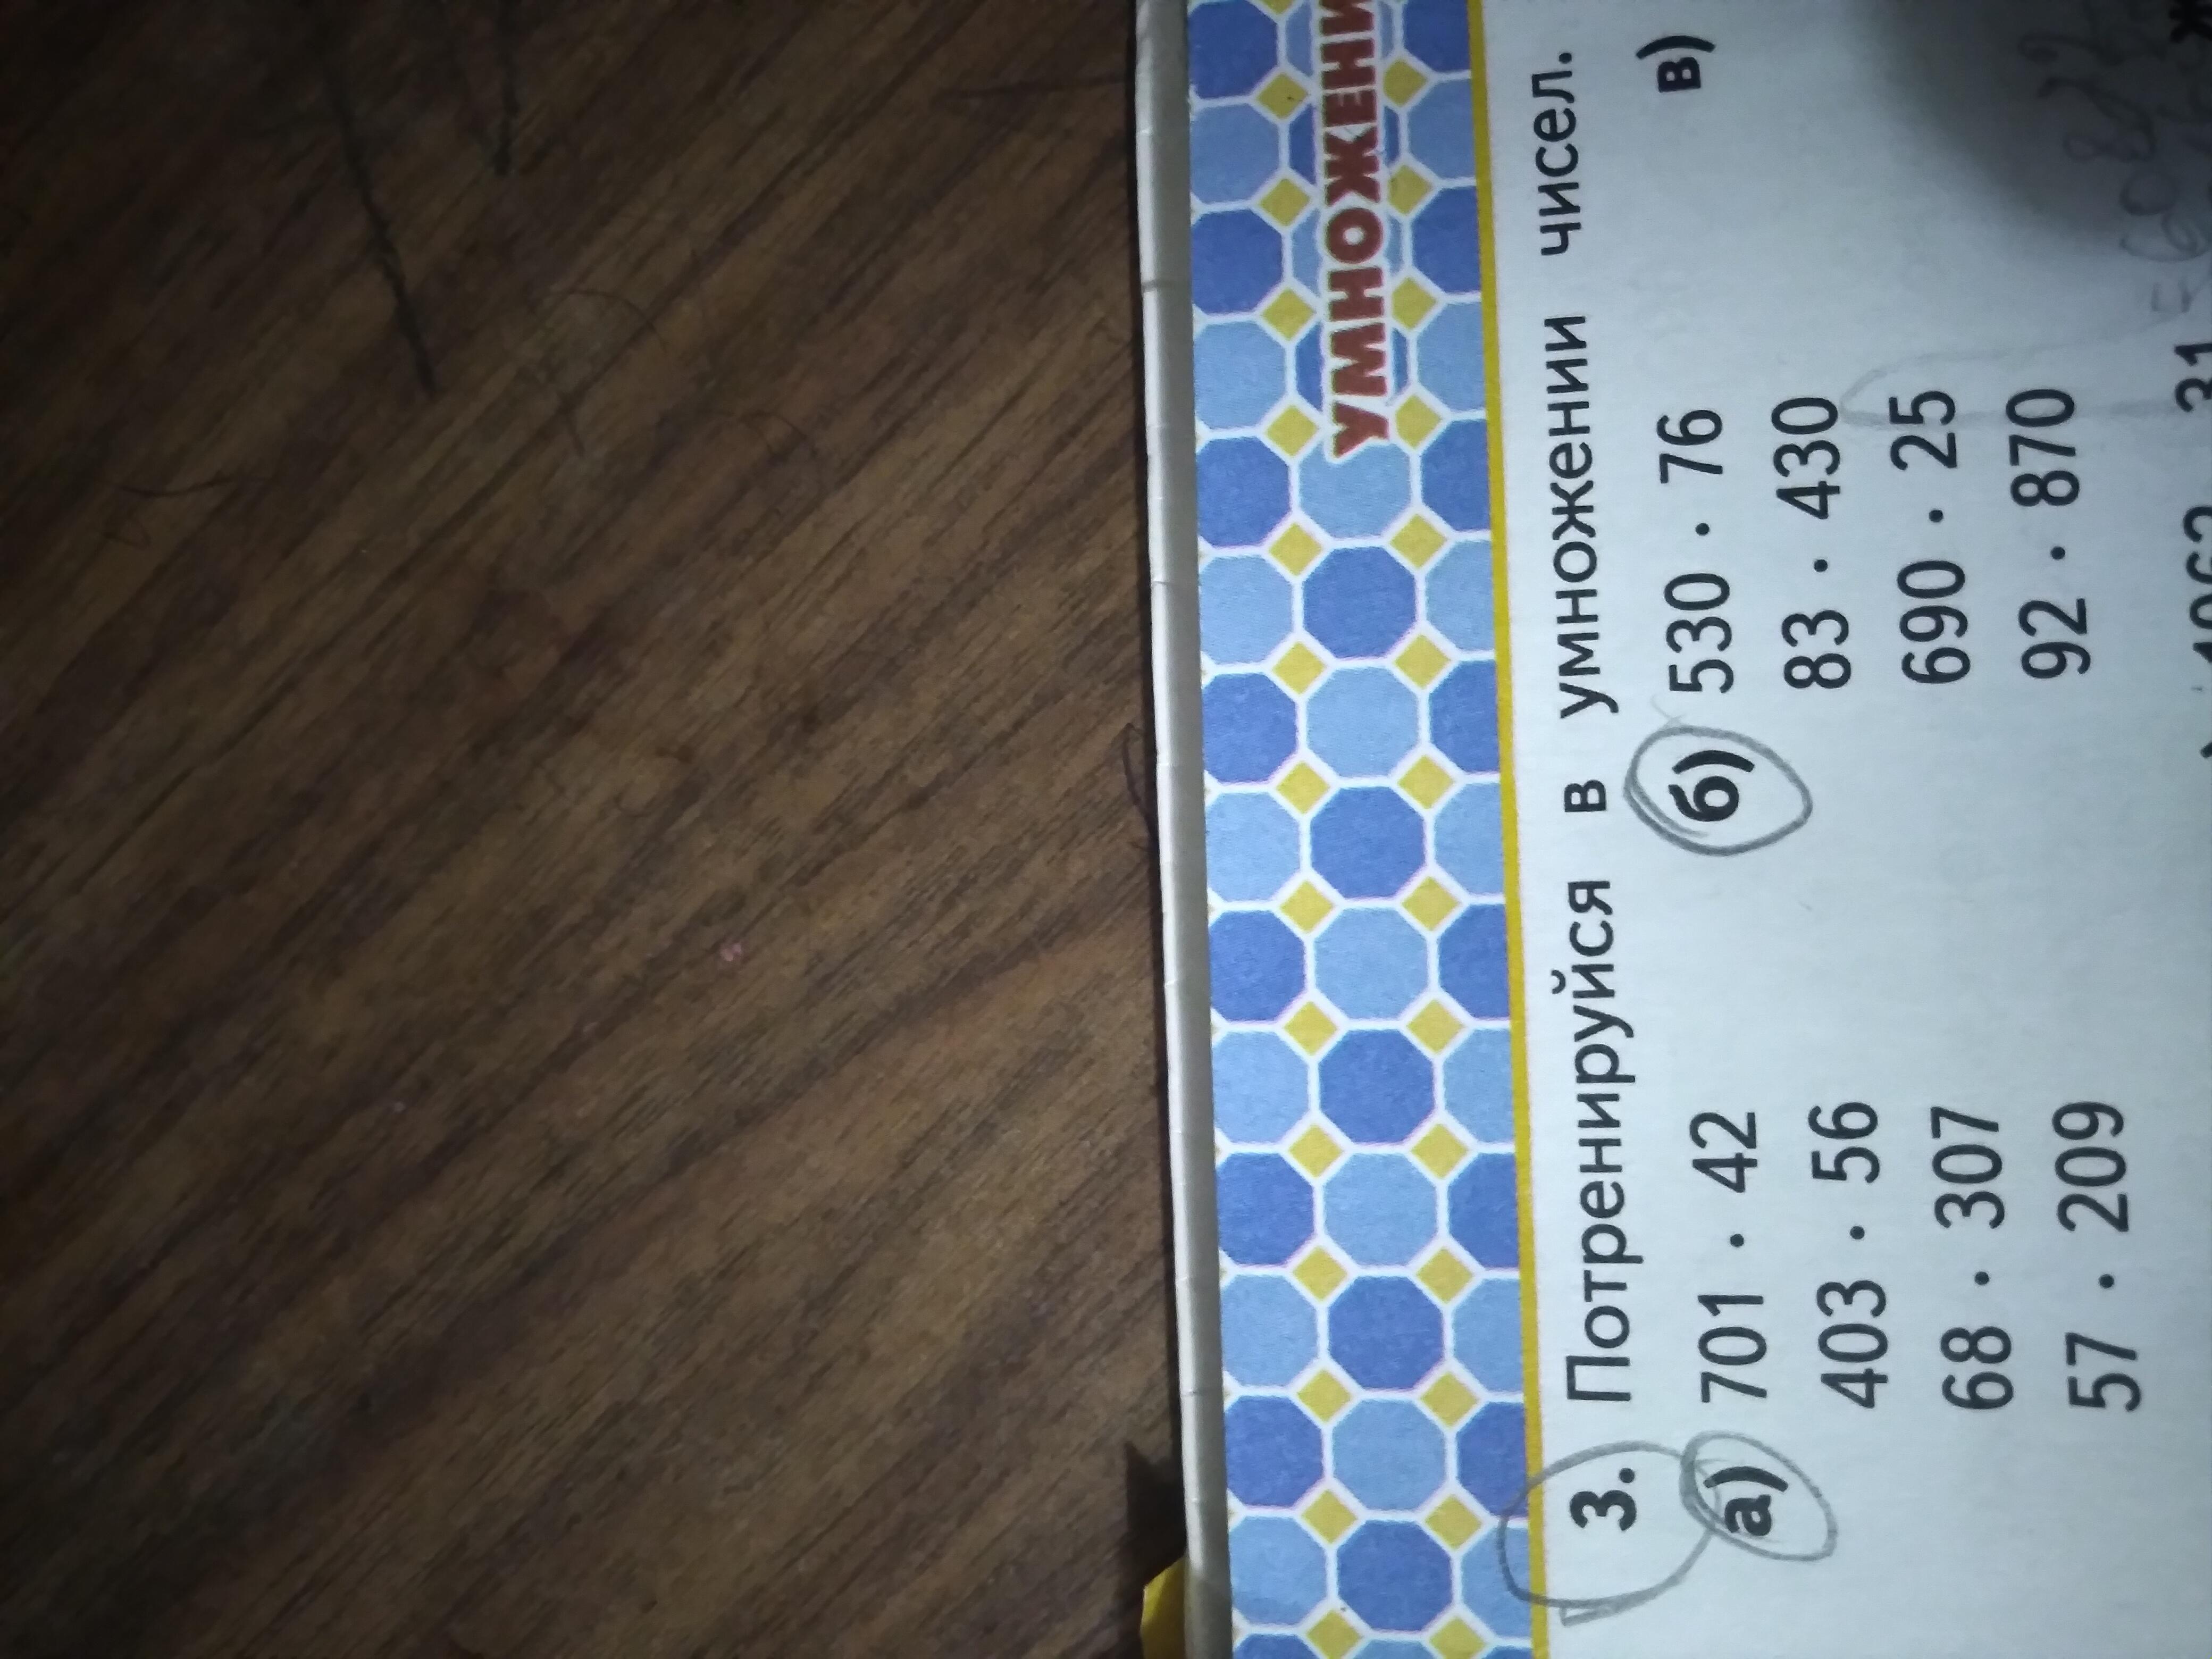 УМНОЖЕНИ
3. Потренируйся в умножении чисел.
а) 701 · 42 б) 530 · 76 в)
403 · 56 83 · 430
68 · 307 690 · 25
57 · 209 92 · 870
31